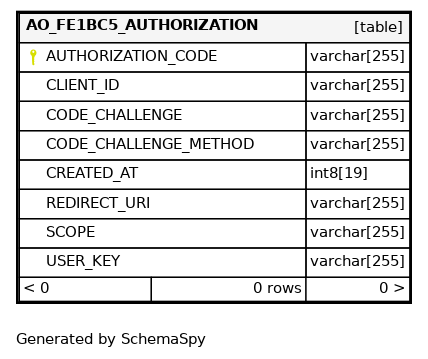 AO_FE1BC5_AUTHORIZATION [table]
AUTHORIZATION_CODE varchar[255]
CLIENT_ID varchar[255]
CODE_CHALLENGE varchar[255]
CODE_CHALLENGE_METHOD varchar[255]
CREATED_AT int8[19]
REDIRECT_URI varchar[255]
SCOPE varchar[255]
USER_KEY varchar[255]
< 0 0 rows 0 >
Generated by SchemaSpy